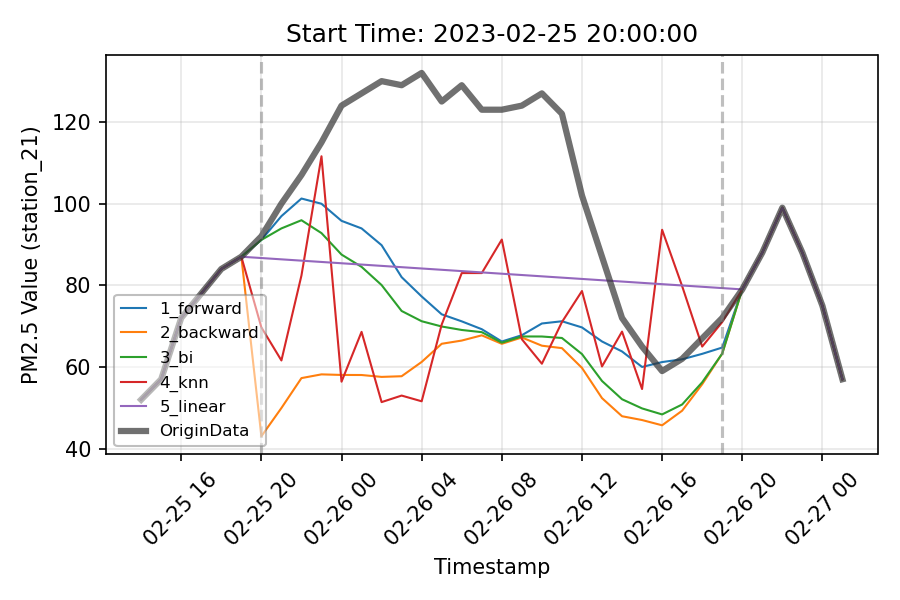 Start Time: 2023-02-25 20:00:00
PM2.5 Value (station_21)
120
100
80
60
40
1_forward
2_backward
3_bi
4_knn
5_linear
OriginData
02-25 16
02-25 20
02-26 00
02-26 04
02-26 08
02-26 12
02-26 16
02-26 20
02-27 00
Timestamp